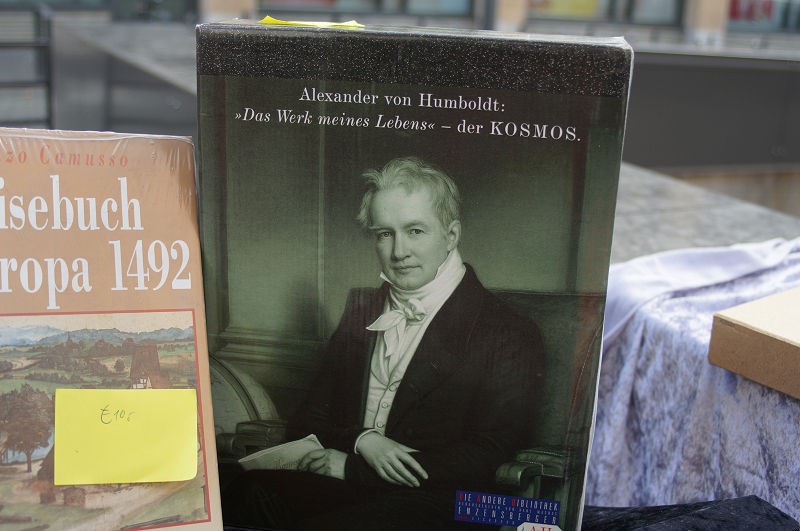 Alexander von Humboldt:
»Das Werk meines Lebens« – der KOSMOS.
zo Camusso
isebuch
ropa 1492
€10,-
DIE ANDERE BIBLIOTHEK
ENZENSBERGER